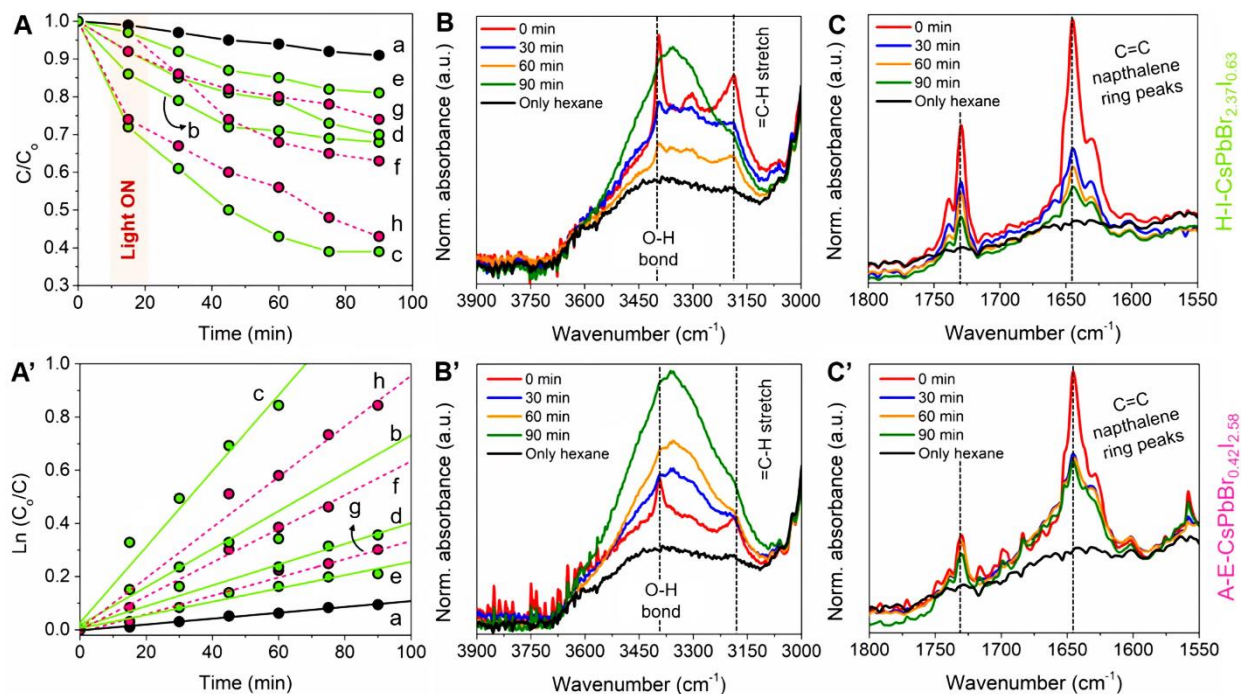 A
C/Co
1.0
0.9
0.8
0.7
0.6
0.5
0.4
0.3
Light ON
a
e
g
d
b
f
h
c
0 20 40 60 80 100
Time (min)
B
0 min
30 min
60 min
90 min
Only hexane
=C-H stretch
O-H
bond
Norm. absorbance (a.u.)
3900 3750 3600 3450 3300 3150 3000
Wavenumber (cm-1)
C
0 min
30 min
60 min
90 min
Only hexane
C=C
napthalene
ring peaks
Norm. absorbance (a.u.)
1800 1750 1700 1650 1600 1550
Wavenumber (cm-1)
H-I-CsPbBr2.37I0.63
A'
Ln (Co/C)
1.0
0.8
0.6
0.4
0.2
0.0
c
h
b
f
g
d
e
a
0 20 40 60 80 100
Time (min)
B'
0 min
30 min
60 min
90 min
Only hexane
=C-H stretch
O-H
bond
Norm. absorbance (a.u.)
3900 3750 3600 3450 3300 3150 3000
Wavenumber (cm-1)
C'
0 min
30 min
60 min
90 min
Only hexane
C=C
napthalene
ring peaks
Norm. absorbance (a.u.)
1800 1750 1700 1650 1600 1550
Wavenumber (cm-1)
A-E-CsPbBr0.42I2.58